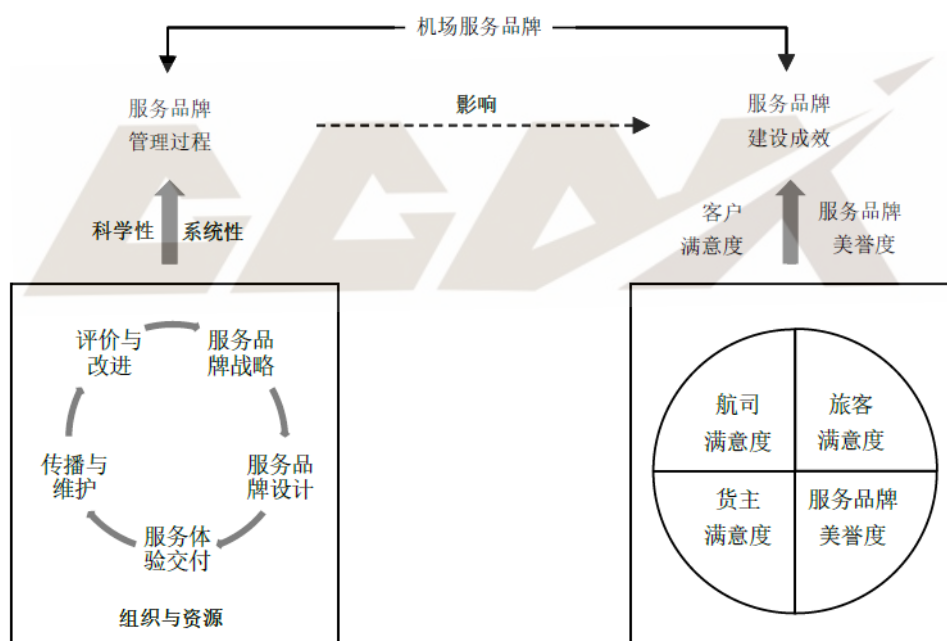 机场服务品牌
服务品牌
管理过程
影响
服务品牌
建设成效
科学性
系统性
客户
满意度
服务品牌
美誉度
评价与
改进
服务品
牌战略
服务品
牌设计
服务体
验交付
传播与
维护
组织与资源
航司
满意度
旅客
满意度
货主
满意度
服务品牌
美誉度
CCDA